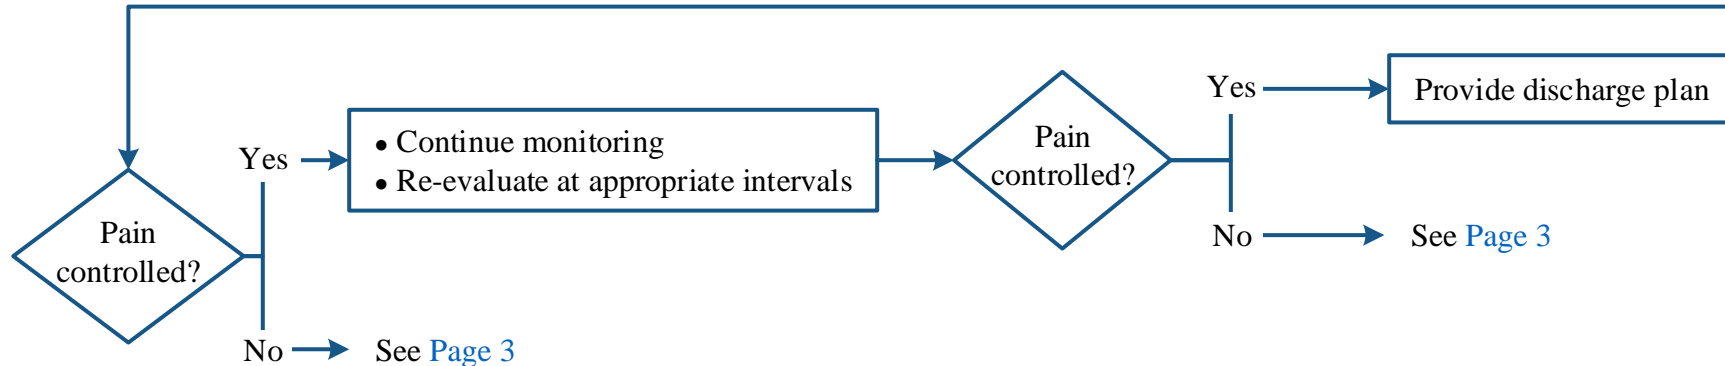 Pain
controlled?
Yes
• Continue monitoring
• Re-evaluate at appropriate intervals
No
See Page 3
Pain
controlled?
Yes
Provide discharge plan
No
See Page 3